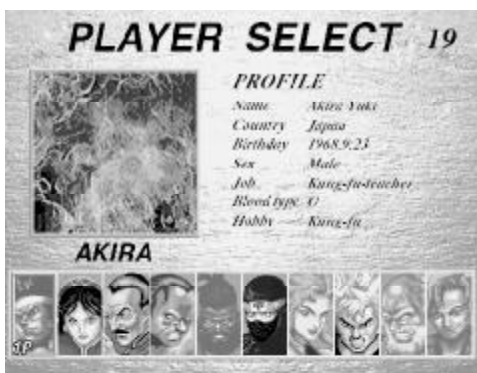 PLAYER SELECT 19
PROFILE
Name Akira Yuki
Country Japan
Birthday 1968.9.23
Sex Male
Job Kung-fu-teacher
Blood type O
Hobby Kung-fu
AKIRA
1P